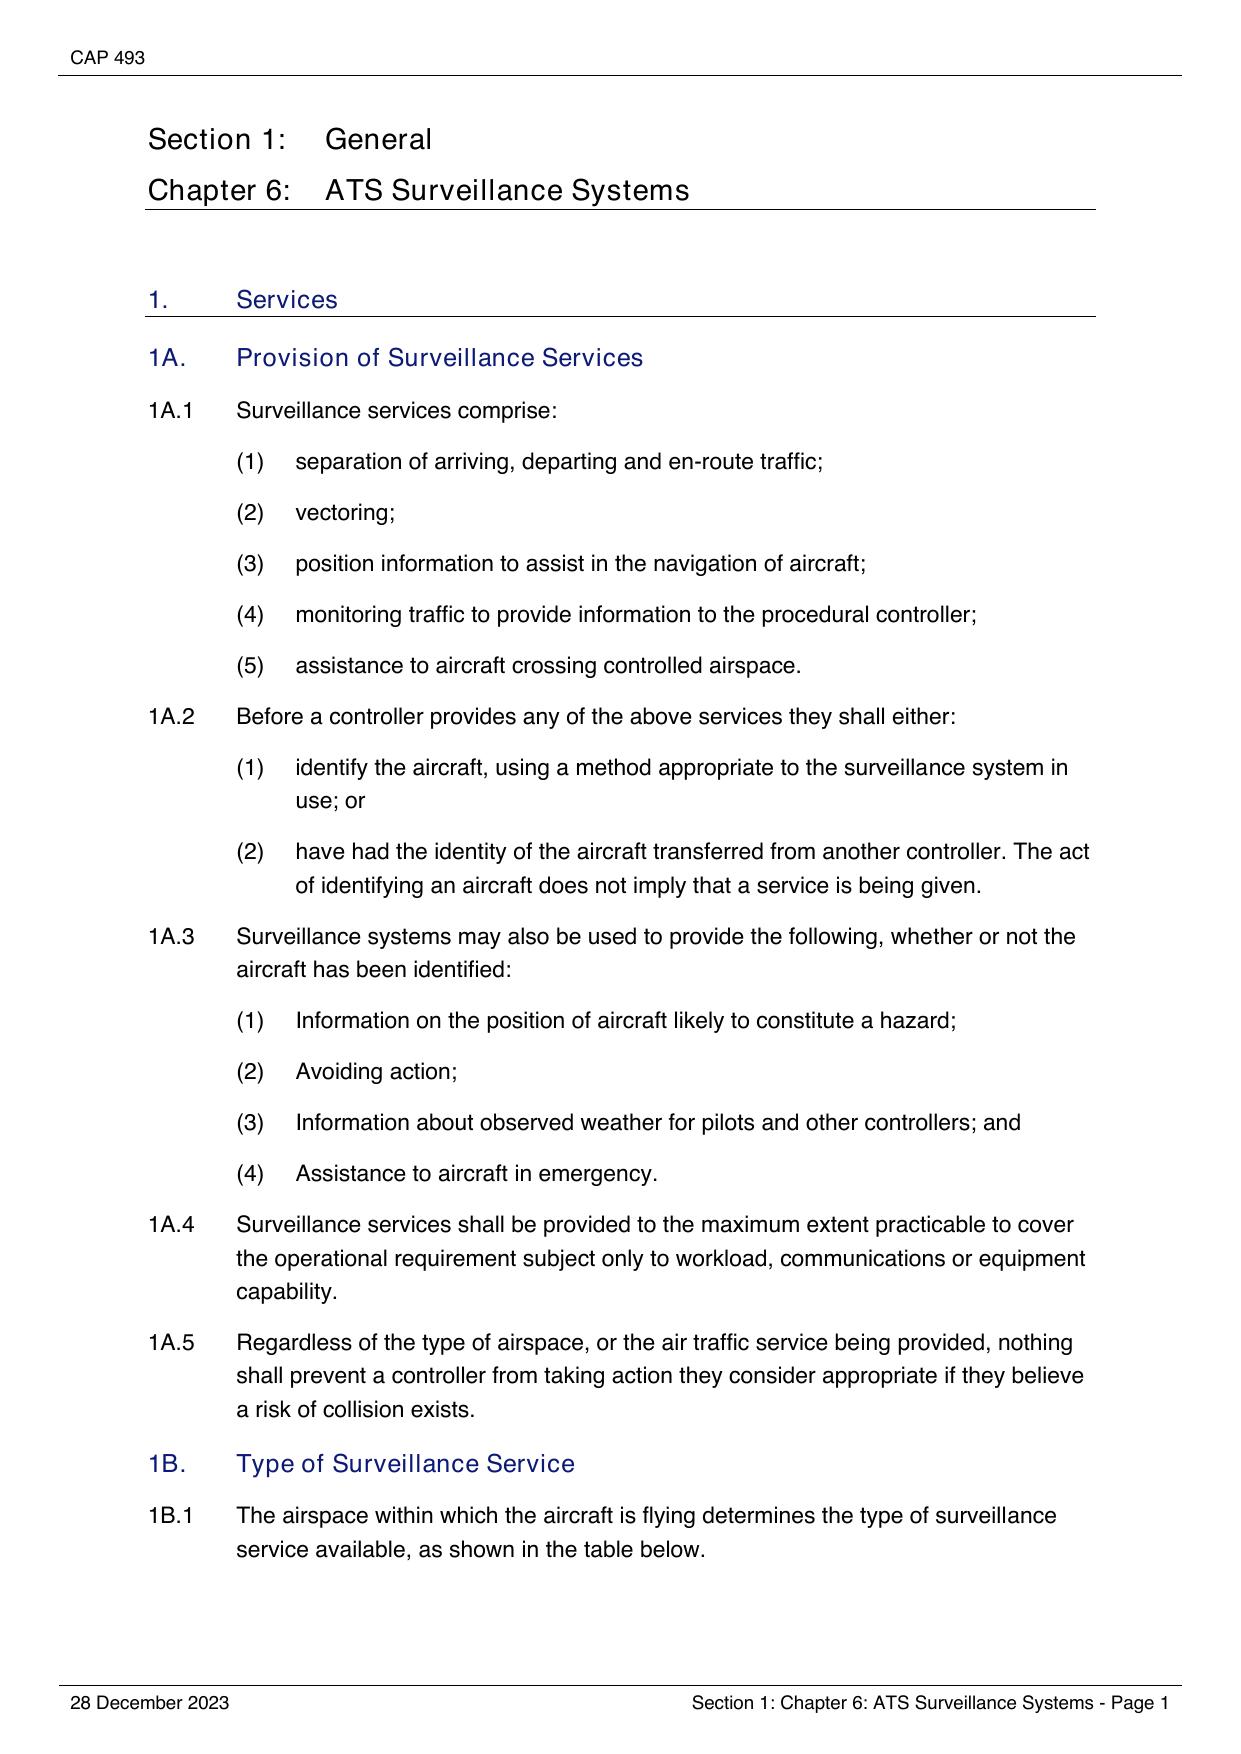 CAP 493
Section 1: General
Chapter 6: ATS Surveillance Systems
1. Services
1A. Provision of Surveillance Services
1A.1 Surveillance services comprise:
(1) separation of arriving, departing and en-route traffic;
(2) vectoring;
(3) position information to assist in the navigation of aircraft;
(4) monitoring traffic to provide information to the procedural controller;
(5) assistance to aircraft crossing controlled airspace.
1A.2 Before a controller provides any of the above services they shall either:
(1) identify the aircraft, using a method appropriate to the surveillance system in
use; or
(2) have had the identity of the aircraft transferred from another controller. The act
of identifying an aircraft does not imply that a service is being given.
1A.3 Surveillance systems may also be used to provide the following, whether or not the
aircraft has been identified:
(1) Information on the position of aircraft likely to constitute a hazard;
(2) Avoiding action;
(3) Information about observed weather for pilots and other controllers; and
(4) Assistance to aircraft in emergency.
1A.4 Surveillance services shall be provided to the maximum extent practicable to cover
the operational requirement subject only to workload, communications or equipment
capability.
1A.5 Regardless of the type of airspace, or the air traffic service being provided, nothing
shall prevent a controller from taking action they consider appropriate if they believe
a risk of collision exists.
1B. Type of Surveillance Service
1B.1 The airspace within which the aircraft is flying determines the type of surveillance
service available, as shown in the table below.
28 December 2023 Section 1: Chapter 6: ATS Surveillance Systems - Page 1